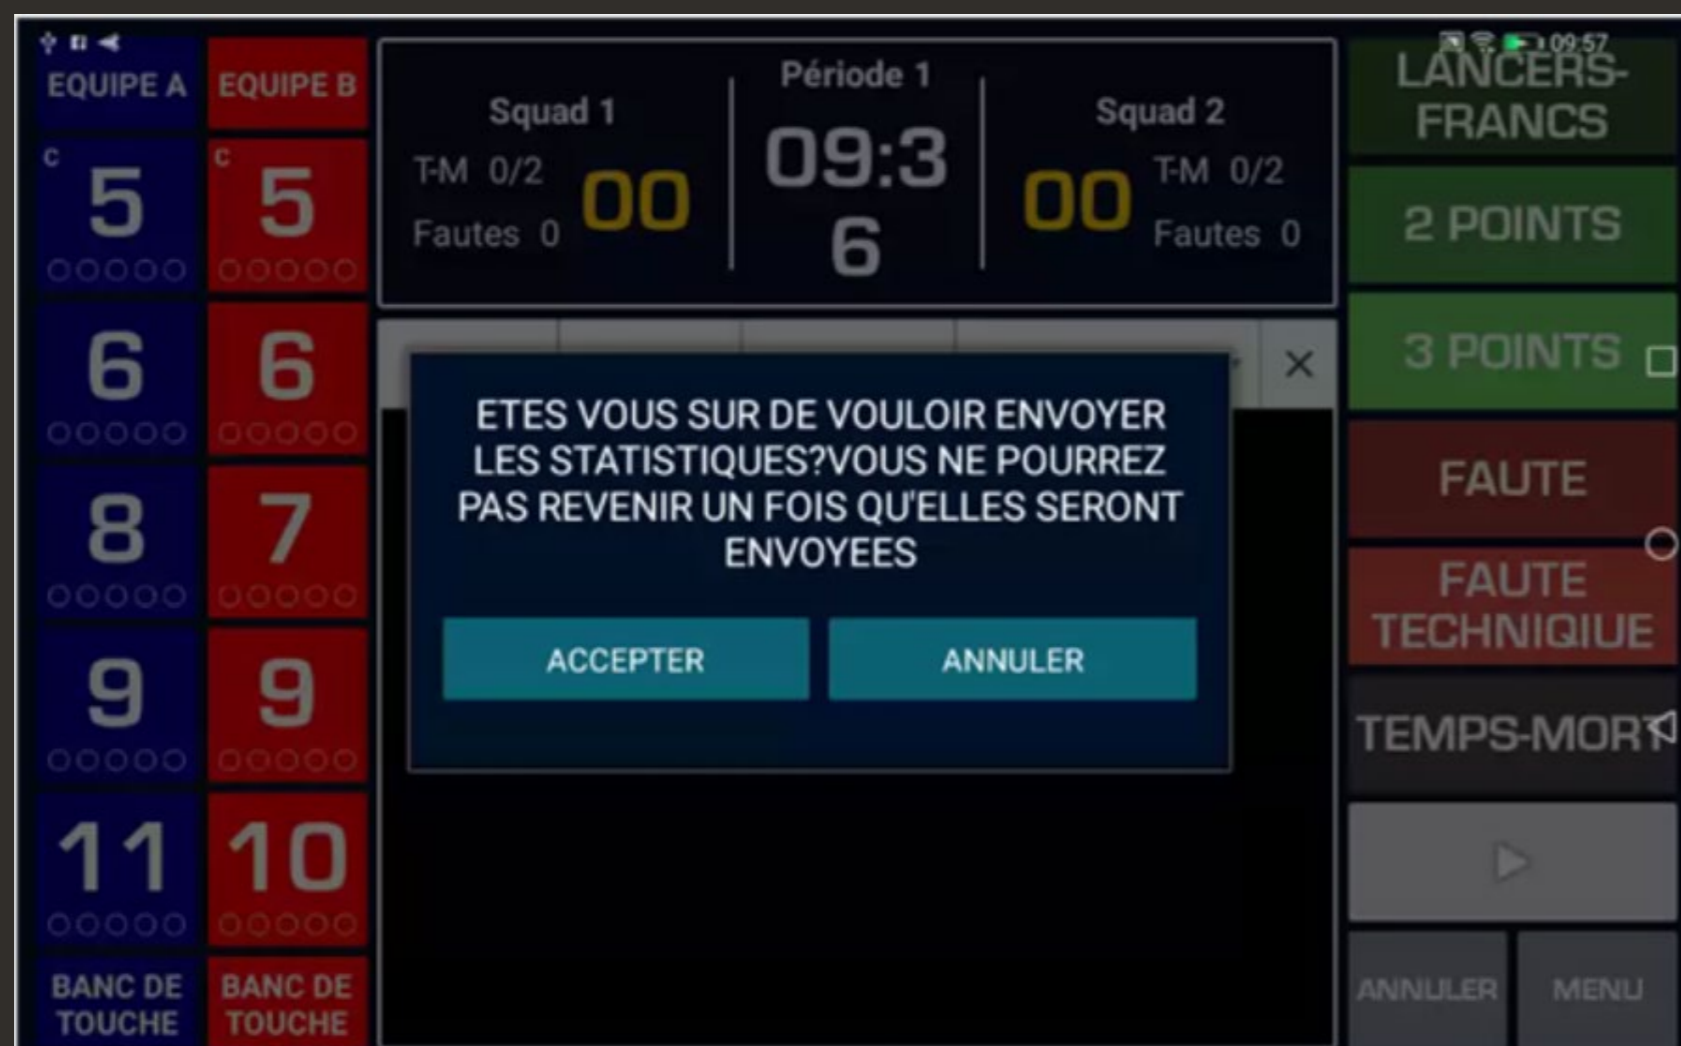 09:57
EQUIPE A
EQUIPE B
C
5
C
5
6
6
8
7
9
9
11
10
BANC DE
TOUCHE
BANC DE
TOUCHE
Squad 1
T-M 0/2
Fautes 0
00
Période 1
09:3
6
Squad 2
00
T-M 0/2
Fautes 0
ETES VOUS SUR DE VOULOIR ENVOYER
LES STATISTIQUES?VOUS NE POURREZ
PAS REVENIR UN FOIS QU'ELLES SERONT
ENVOYEES
ACCEPTER
ANNULER
LANCERS-
FRANCS
2 POINTS
3 POINTS
FAUTE
FAUTE
TECHNIQIUE
TEMPS-MORT
ANNULER
MENU